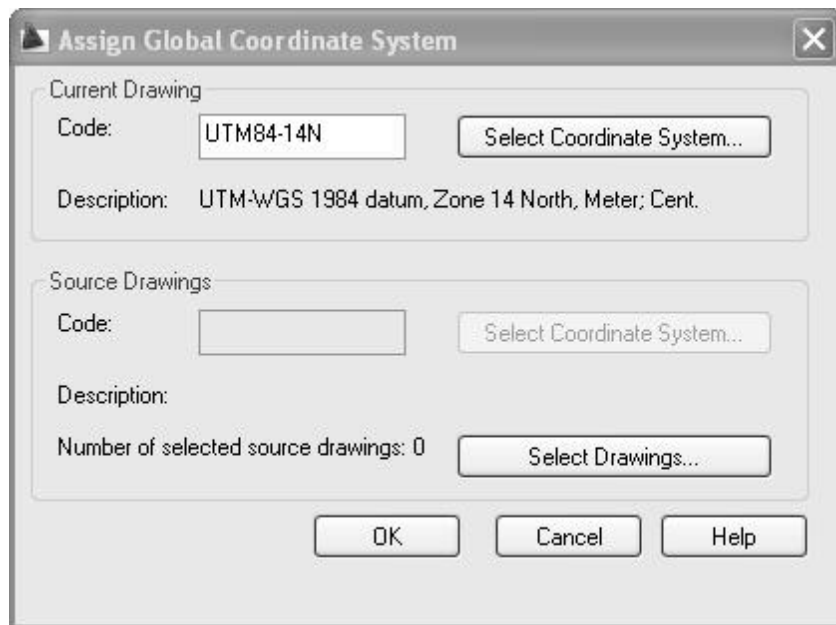 Assign Global Coordinate System
Current Drawing
Code: UTM84-14N Select Coordinate System...
Description: UTM-WGS 1984 datum, Zone 14 North, Meter; Cent.
Source Drawings
Code: Select Coordinate System...
Description:
Number of selected source drawings: 0 Select Drawings...
OK Cancel Help